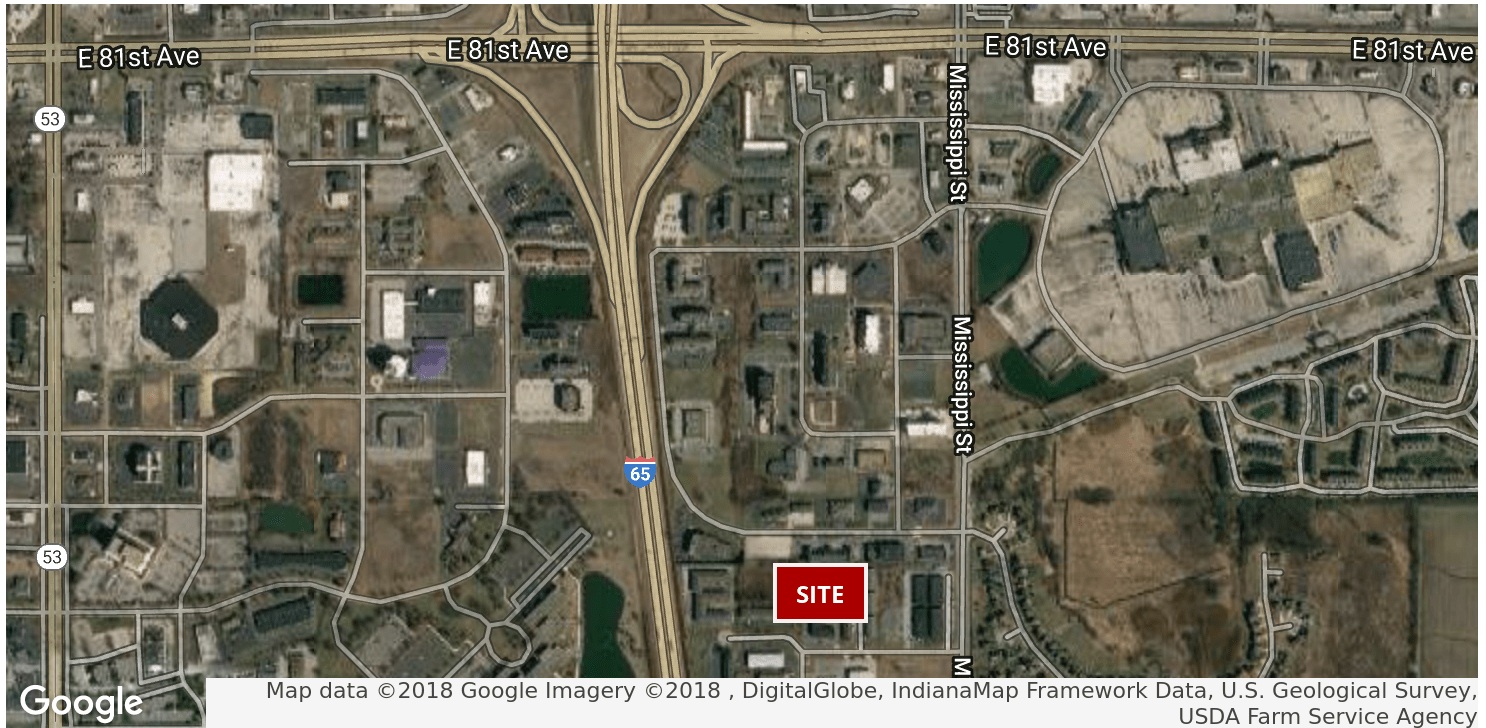 E 81st Ave
E 81st Ave
E 81st Ave
E 81st Ave
53
Mississippi St
Mississippi St
65
53
SITE
M
Google
Map data ©2018 Google Imagery ©2018 , DigitalGlobe, IndianaMap Framework Data, U.S. Geological Survey,
USDA Farm Service Agency